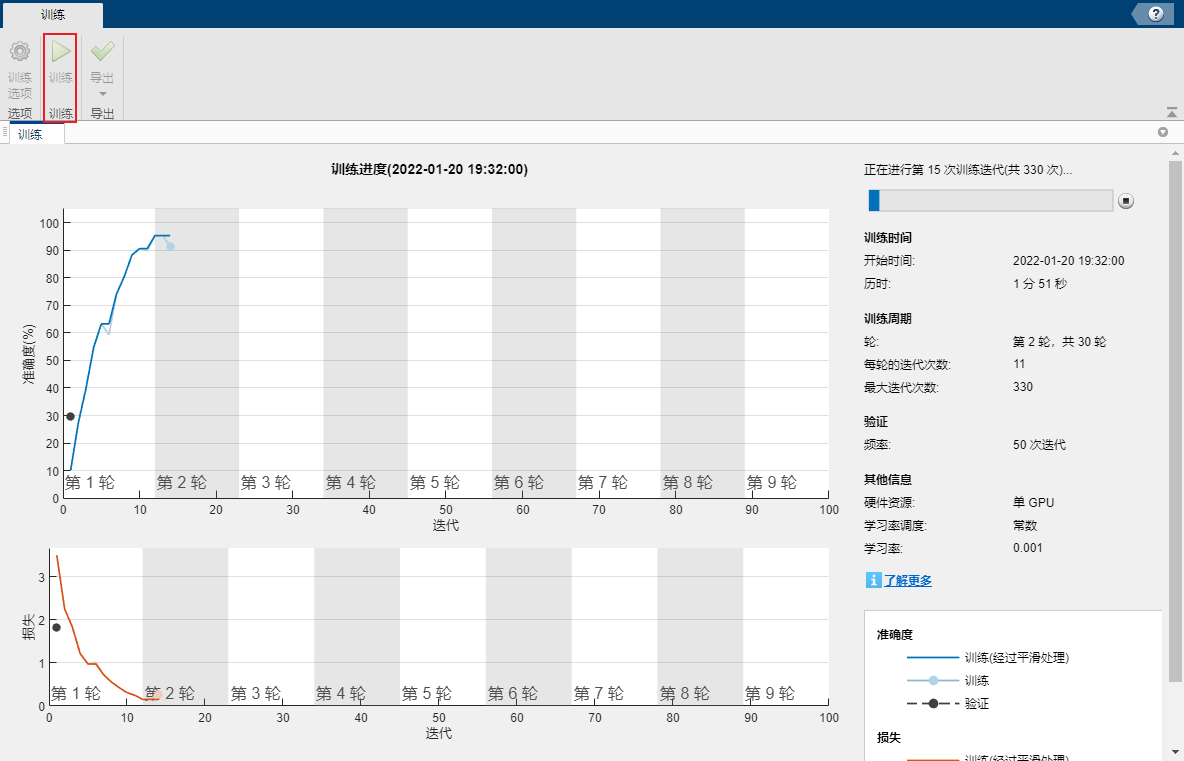 训练
?
训练 训练 导出
选项
选项 训练 导出
训练
训练进度(2022-01-20 19:32:00)
准确度(%)
100
90
80
70
60
50
40
30
20
10
0
第 1 轮 第 2 轮 第 3 轮 第 4 轮 第 5 轮 第 6 轮 第 7 轮 第 8 轮 第 9 轮
0 10 20 30 40 50 60 70 80 90 100
迭代
损失
3
2
1
0
第 1 轮 第 2 轮 第 3 轮 第 4 轮 第 5 轮 第 6 轮 第 7 轮 第 8 轮 第 9 轮
0 10 20 30 40 50 60 70 80 90 100
迭代
正在进行第 15 次训练迭代(共 330 次)...
训练时间
开始时间: 2022-01-20 19:32:00
历时: 1 分 51 秒
训练周期
轮: 第 2 轮，共 30 轮
每轮的迭代次数: 11
最大迭代次数: 330
验证
频率: 50 次迭代
其他信息
硬件资源: 单 GPU
学习率调度: 常数
学习率: 0.001
i 了解更多
准确度
训练(经过平滑处理)
训练
验证
损失
训练(经过平滑处理)